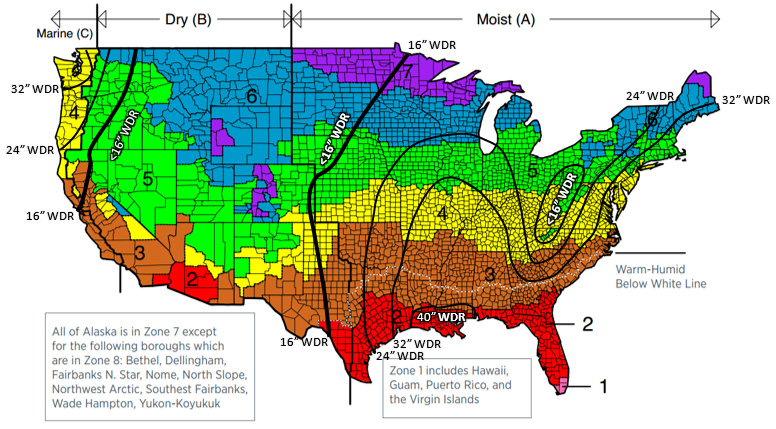 Dry (B)
Moist (A)
Marine (C)
16" WDR
7
32" WDR
6
24" WDR
32" WDR
4
6
<16" WDR
<16" WDR
24" WDR
5
5
<16" WDR
4
16" WDR
3
3
Warm-Humid
Below White Line
2
All of Alaska is in Zone 7 except
for the following boroughs which
are in Zone 8: Bethel, Dellingham,
Fairbanks N. Star, Nome, North Slope,
Northwest Arctic, Southest Fairbanks,
Wade Hampton, Yukon-Koyukuk
2
40" WDR
2
16" WDR
32" WDR
24" WDR
Zone 1 includes Hawaii,
Guam, Puerto Rico, and
the Virgin Islands
1